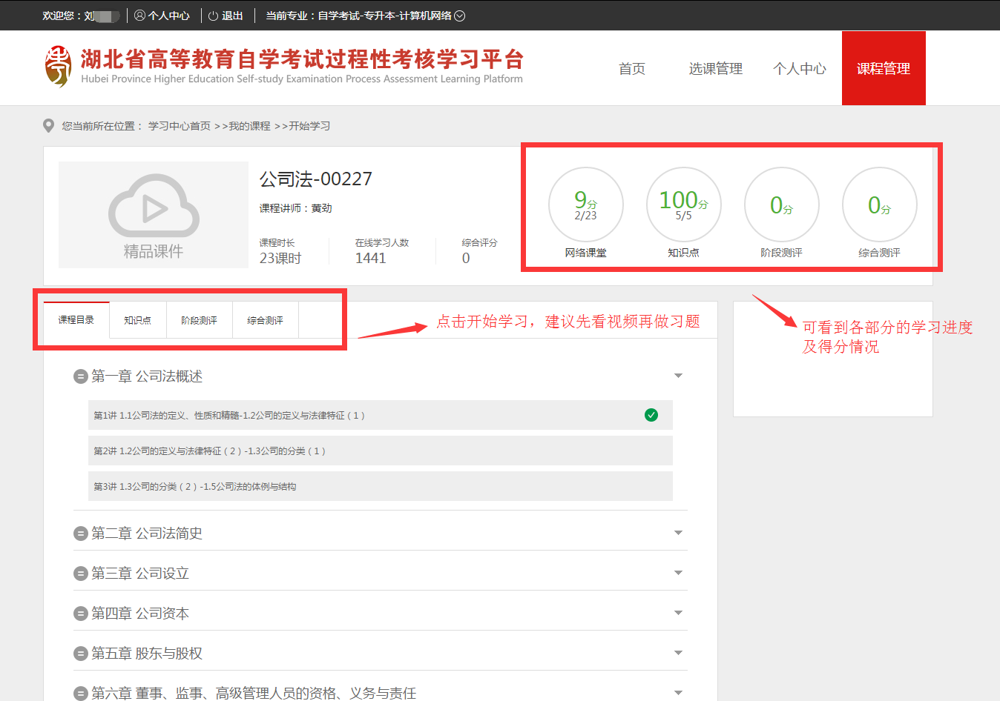 欢迎您：刘 个人中心 退出 当前专业：自学考试-专升本-计算机网络
湖北省高等教育自学考试过程性考核学习平台
Hubei Province Higher Education Self-study Examination Process Assessment Learning Platform
首页 选课管理 个人中心 课程管理
您当前所在位置： 学习中心首页 >>我的课程 >>开始学习
精品课件
公司法-00227
课程讲师：黄劲
课程时长 在线学习人数 综合评分
23课时 1441 0
9分 100分 0分 0分
2/23 5/5
网络课堂 知识点 阶段测评 综合测评
课程目录 知识点 阶段测评 综合测评
点击开始学习，建议先看视频再做习题
可看到各部分的学习进度
及得分情况
第一章 公司法概述
第1讲 1.1公司法的定义、性质和精髓-1.2公司的定义与法律特征（1）
第2讲 1.2公司的定义与法律特征（2）-1.3公司的分类（1）
第3讲 1.3公司的分类（2）-1.5公司法的体例与结构
第二章 公司法简史
第三章 公司设立
第四章 公司资本
第五章 股东与股权
第六章 董事、监事、高级管理人员的资格、义务与责任